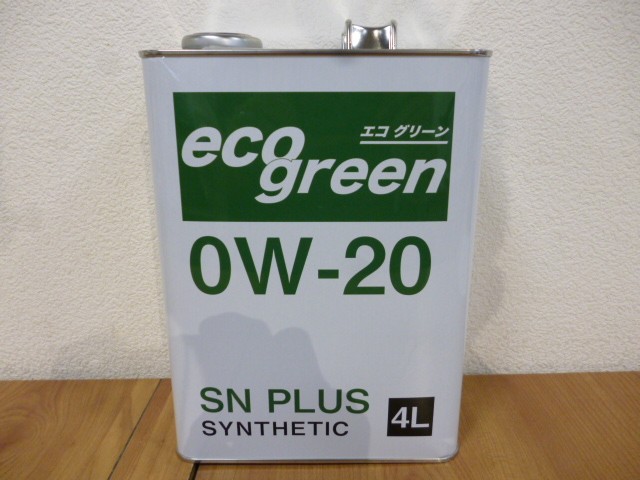 eco
エコ グリーン
green
0W-20
SN PLUS
SYNTHETIC
4L